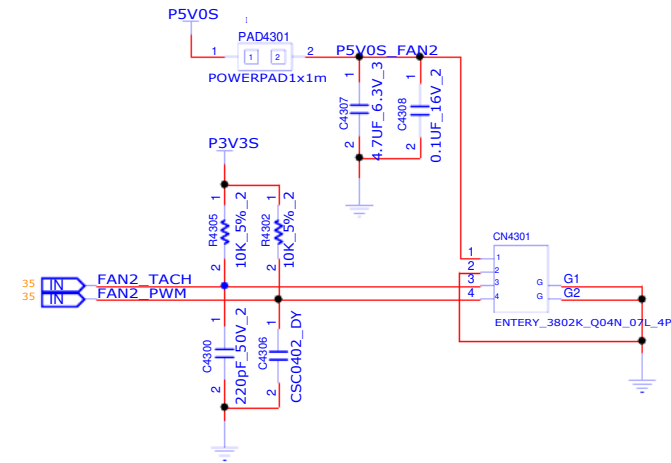 P5V0S
PAD4301
1 1 2 2 P5V0S_FAN2
POWERPAD1x1m
1 1
C4307 4.7UF_6.3V_3 C4308 0.1UF_16V_2
2 2
P3V3S
1 1
R4305 10K_5%_2 R4302 10K_5%_2
2 2
CN4301
1 1
2 2
35 IN FAN2_TACH 3 3 G G1
35 IN FAN2_PWM 4 4 G G2
ENTERY_3802K_Q04N_07L_4P
1 1
C4300 220pF_50V_2 C4306 CSC0402_DY
2 2